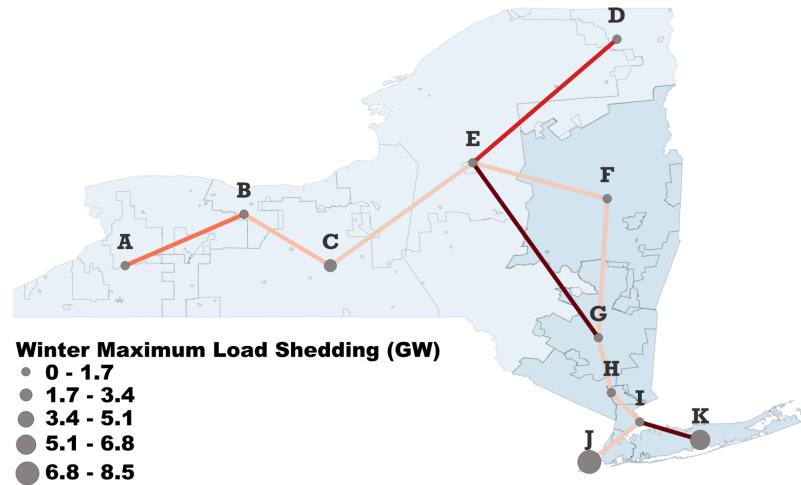 D
E
F
B
A
C
G
H
I
J
K
Winter Maximum Load Shedding (GW)
0 - 1.7
1.7 - 3.4
3.4 - 5.1
5.1 - 6.8
6.8 - 8.5